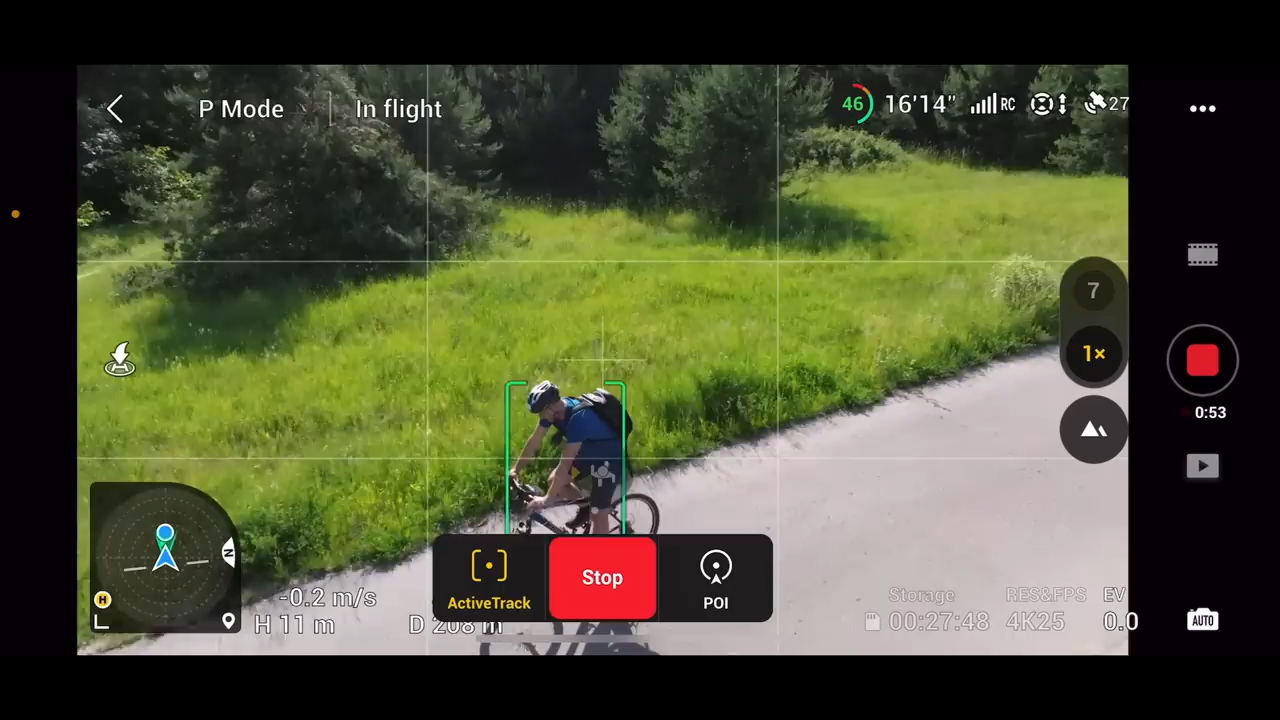 P Mode
In flight
46
16'14"
RC
27
7
1×
0:53
N
H
-0.2 m/s
H 11 m
D 208 m
ActiveTrack
Stop
POI
Storage
00:27:48
RES&FPS
4K25
EV
0.0
AUTO